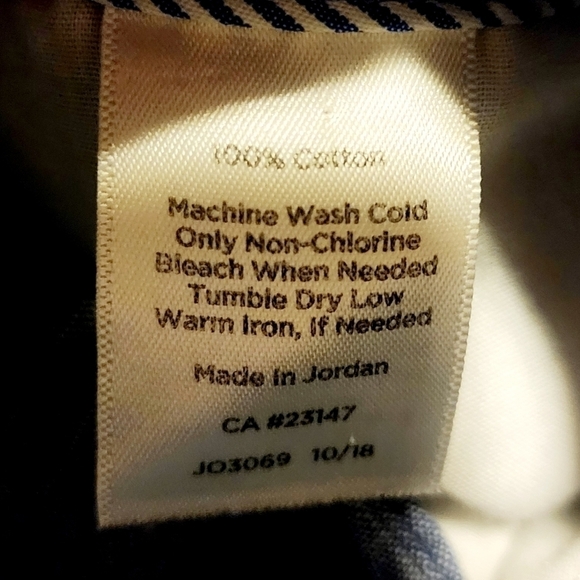 100% Cotton
Machine Wash Cold
Only Non-Chlorine
Bleach When Needed
Tumble Dry Low
Warm Iron, If Needed
Made In Jordan
CA #23147
JO3069 10/18